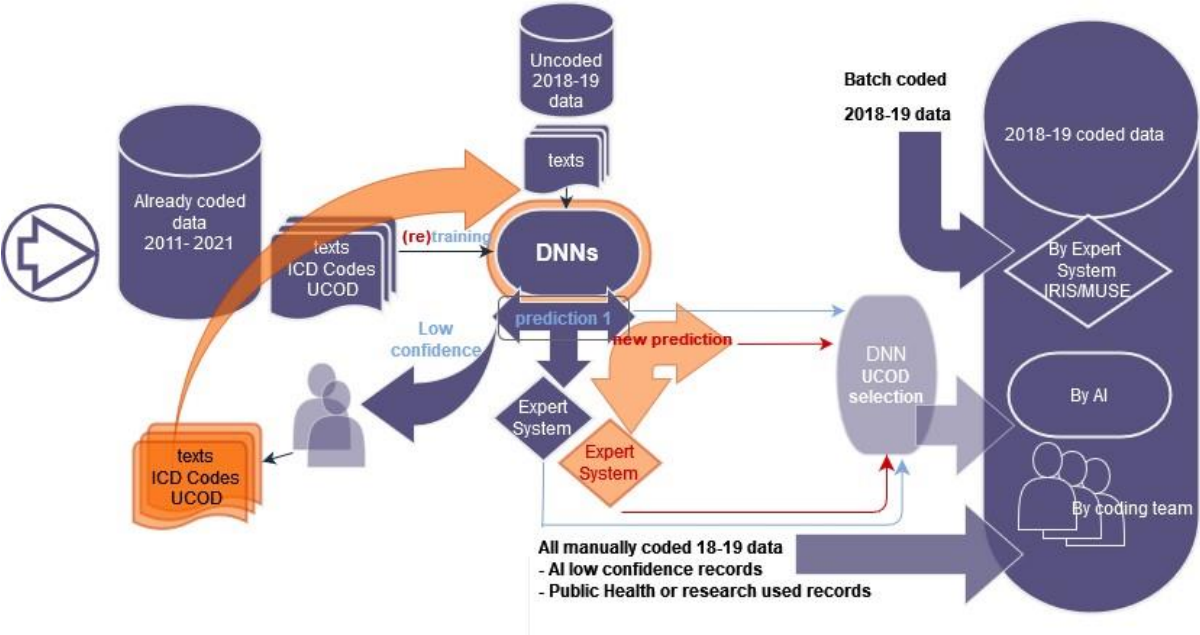 Uncoded
2018-19
data
texts
Already coded
data
2011- 2021
texts
ICD Codes
UCOD
(re)training
DNNs
prediction 1
Low
confidence
new prediction
Expert
System
Expert
System
texts
ICD Codes
UCOD
DNN
UCOD
selection
Batch coded
2018-19 data
2018-19 coded data
By Expert
System
IRIS/MUSE
By AI
By coding team
All manually coded 18-19 data
- AI low confidence records
- Public Health or research used records